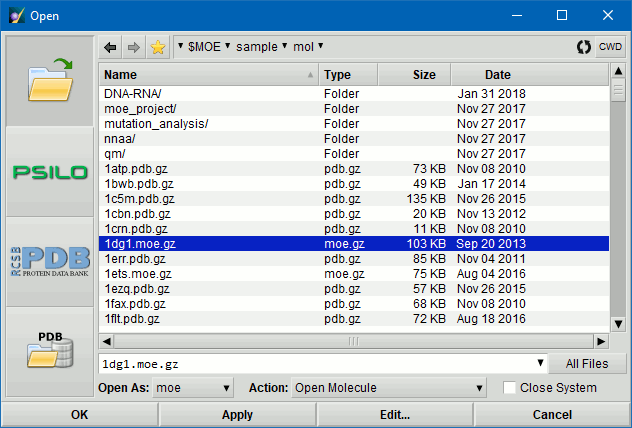 Open
$MOE sample mol CWD
Name Type Size Date
DNA-RNA/ Folder Jan 31 2018
moe_project/ Folder Nov 27 2017
mutation_analysis/ Folder Nov 27 2017
nnaa/ Folder Nov 27 2017
qm/ Folder Nov 27 2017
1atp.pdb.gz pdb.gz 73 KB Nov 08 2010
1bwb.pdb.gz pdb.gz 49 KB Jan 17 2014
1c5m.pdb.gz pdb.gz 135 KB Nov 26 2015
1cbn.pdb.gz pdb.gz 20 KB Nov 13 2012
1crn.pdb.gz pdb.gz 11 KB Nov 08 2010
1dg1.moe.gz moe.gz 103 KB Sep 20 2013
1err.pdb.gz pdb.gz 85 KB Nov 04 2011
1ets.moe.gz moe.gz 75 KB Aug 04 2016
1ezq.pdb.gz pdb.gz 57 KB Nov 26 2015
1fax.pdb.gz pdb.gz 68 KB Nov 08 2010
1flt.pdb.gz pdb.gz 72 KB Aug 18 2016
PSILO
RCSB PDB
PROTEIN DATA BANK
PDB
1dg1.moe.gz All Files
Open As: moe Action: Open Molecule Close System
OK Apply Edit... Cancel